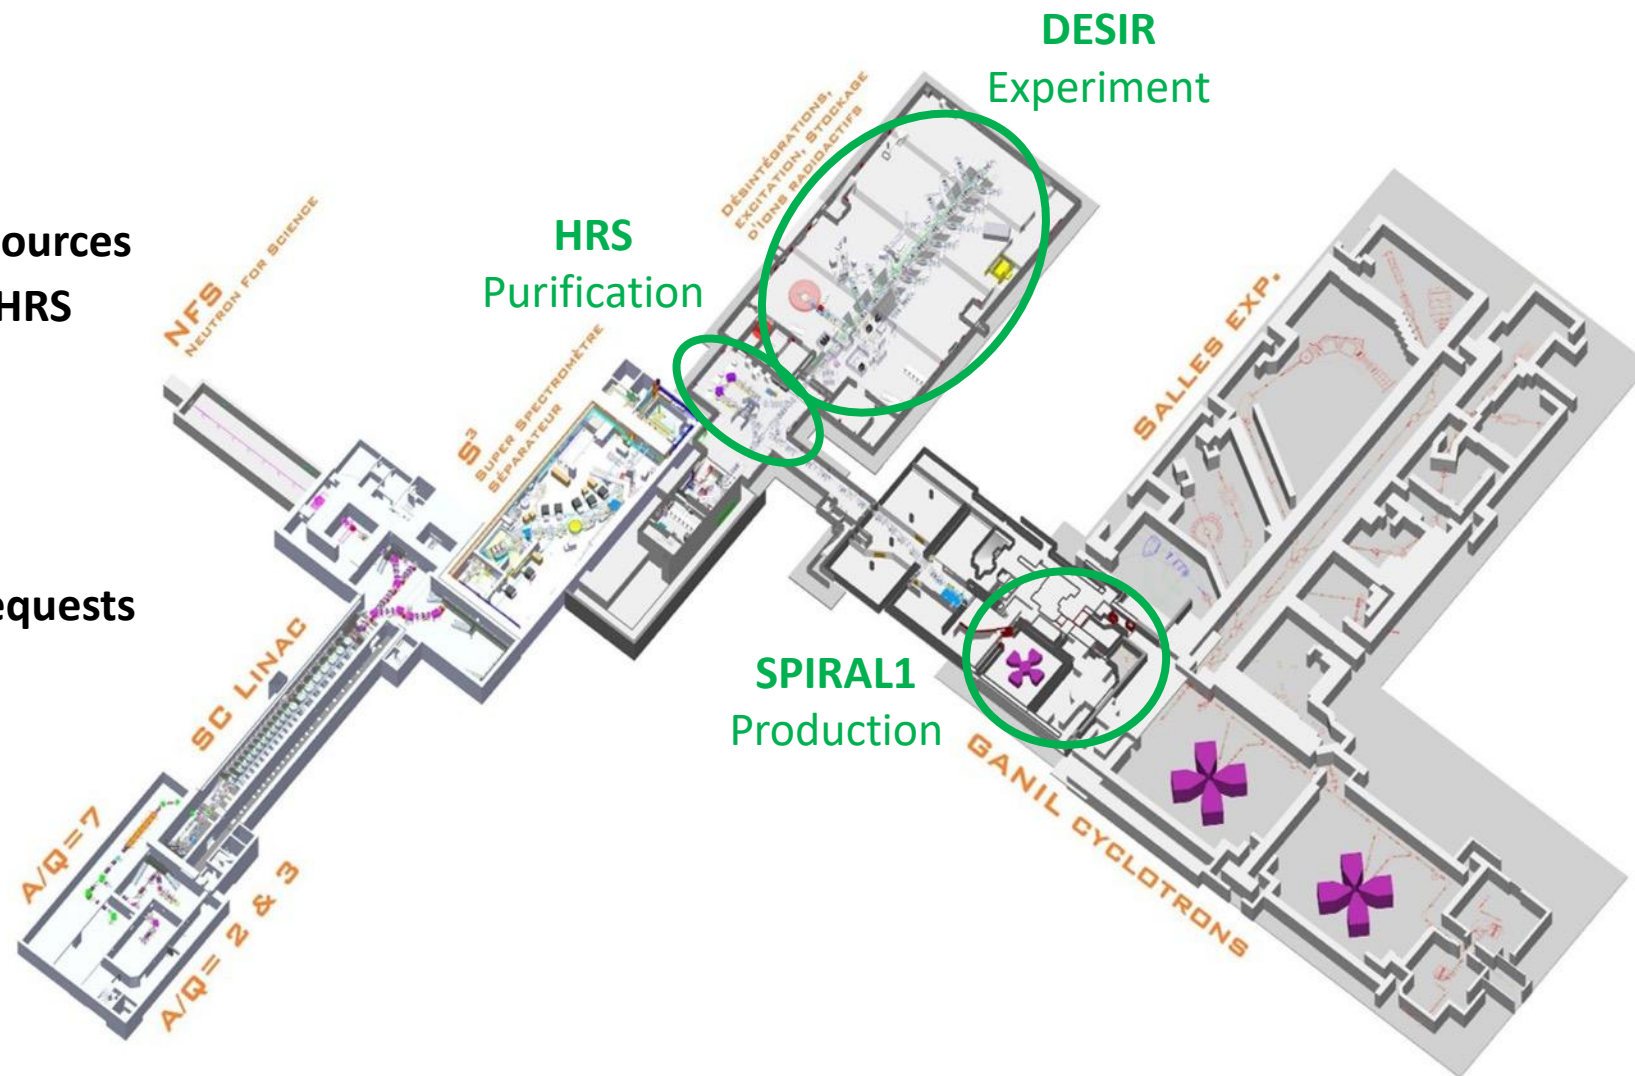 DESIR
Experiment
DÉSINTÉGRATIONS,
EXCITATION, STOCKAGE
D'IONS RADIOACTIFS
HRS
Purification
ources
HRS
equests
NFS
NEUTRON FOR SCIENCE
S³
SUPER SPECTROMÈTRE
SÉPARATEUR
SALLES EXP.
SC LINAC
SPIRAL1
Production
GANIL CYCLOTRONS
A/Q=7
A/Q= 2 & 3